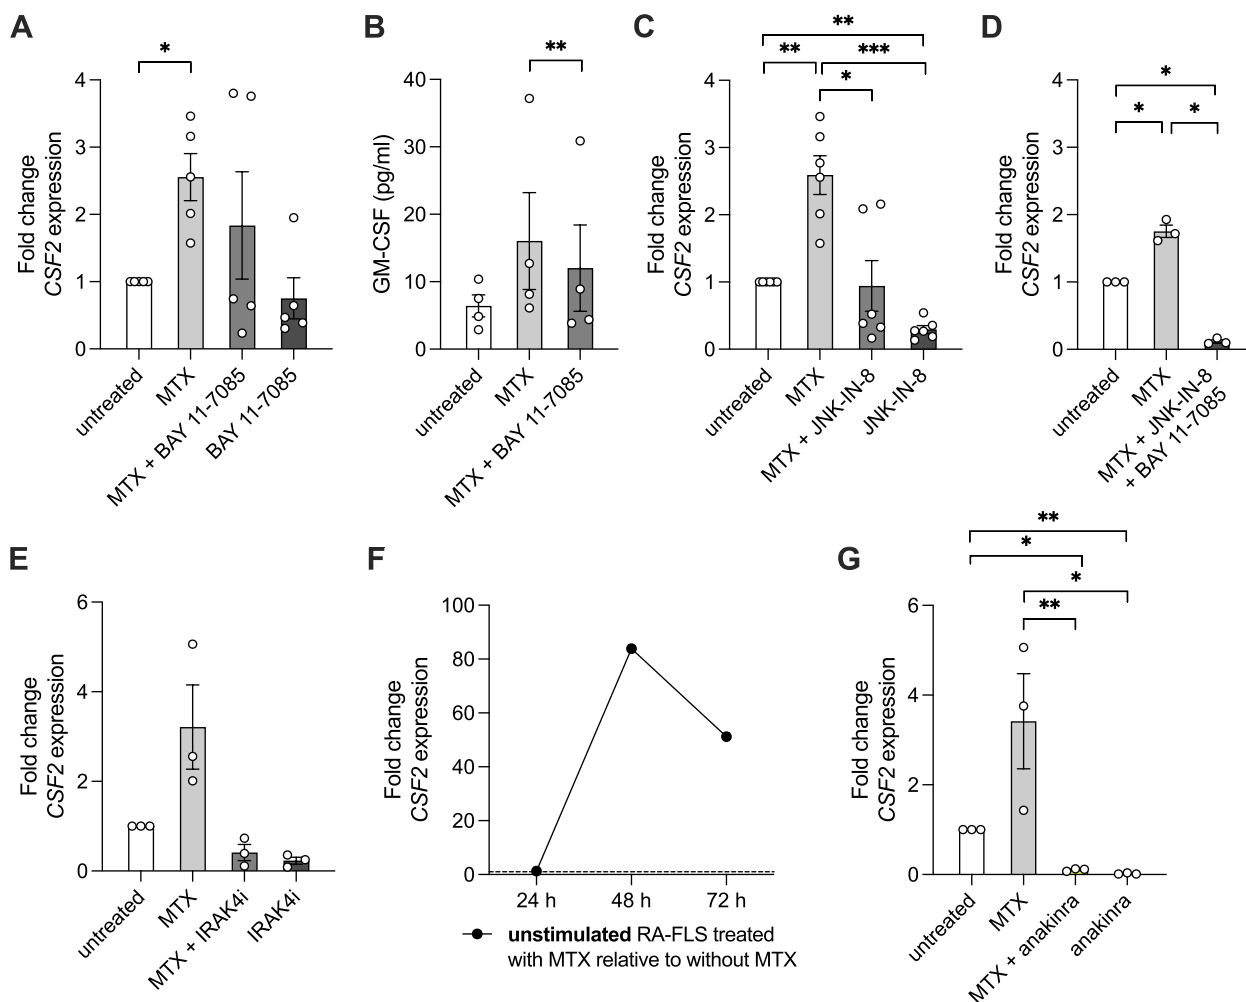 A
*
Fold change
CSF2 expression
4
3
2
1
0
untreated
MTX
MTX + BAY 11-7085
BAY 11-7085
B
**
GM-CSF (pg/ml)
40
30
20
10
0
untreated
MTX
MTX + BAY 11-7085
C
**
** ***
*
Fold change
CSF2 expression
4
3
2
1
0
untreated
MTX
MTX + JNK-IN-8
JNK-IN-8
D
*
* *
Fold change
CSF2 expression
4
3
2
1
0
untreated
MTX
MTX + JNK-IN-8
+ BAY 11-7085
E
Fold change
CSF2 expression
6
4
2
0
untreated
MTX
MTX + IRAK4i
IRAK4i
F
Fold change
CSF2 expression
100
80
60
40
20
0
24 h 48 h 72 h
unstimulated RA-FLS treated
with MTX relative to without MTX
G
**
*
*
**
Fold change
CSF2 expression
6
4
2
0
untreated
MTX
MTX + anakinra
anakinra